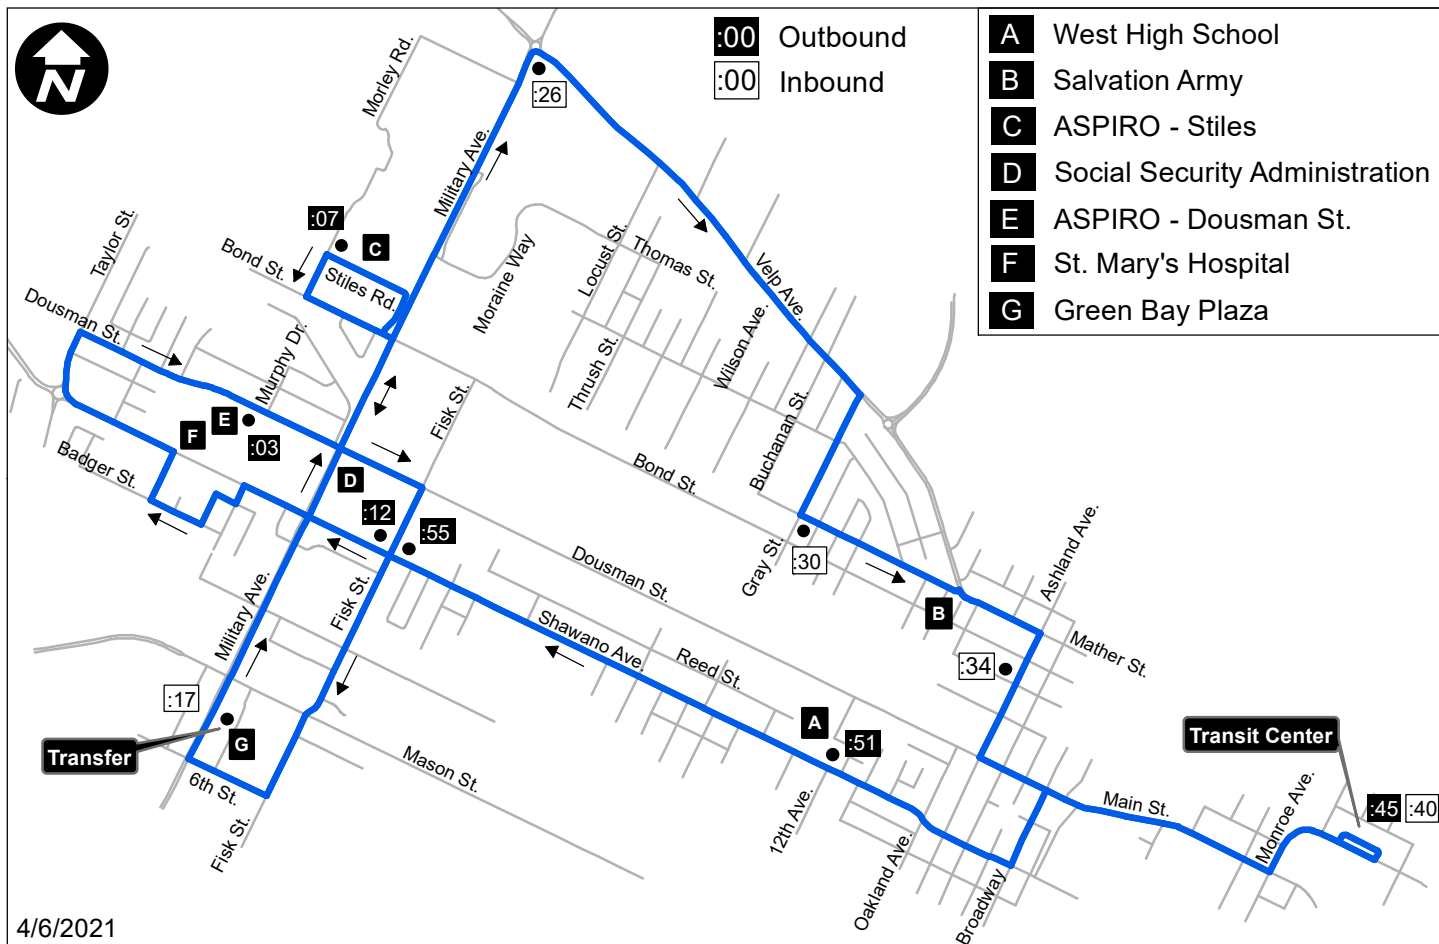 N
:00 Outbound
:00 Inbound
A West High School
B Salvation Army
C ASPIRO - Stiles
D Social Security Administration
E ASPIRO - Dousman St.
F St. Mary's Hospital
G Green Bay Plaza
Morley Rd.
:26
Military Ave.
:07
C
Taylor St.
Bond St.
Stiles Rd.
Moraine Way
Locust St.
Thomas St.
Velp Ave.
Dousman St.
Murphy Dr.
Thrush St.
Wilson Ave.
Fisk St.
Buchanan St.
E
F
:03
Badger St.
D
Bond St.
:12
:55
Gray St.
:30
Ashland Ave.
Dousman St.
B
Military Ave.
Fisk St.
Shawano Ave.
Reed St.
Mather St.
:34
:17
G
Transfer
A
:51
Transit Center
6th St.
Mason St.
Main St.
Monroe Ave.
:45 :40
Fisk St.
12th Ave.
Oakland Ave.
Broadway
4/6/2021